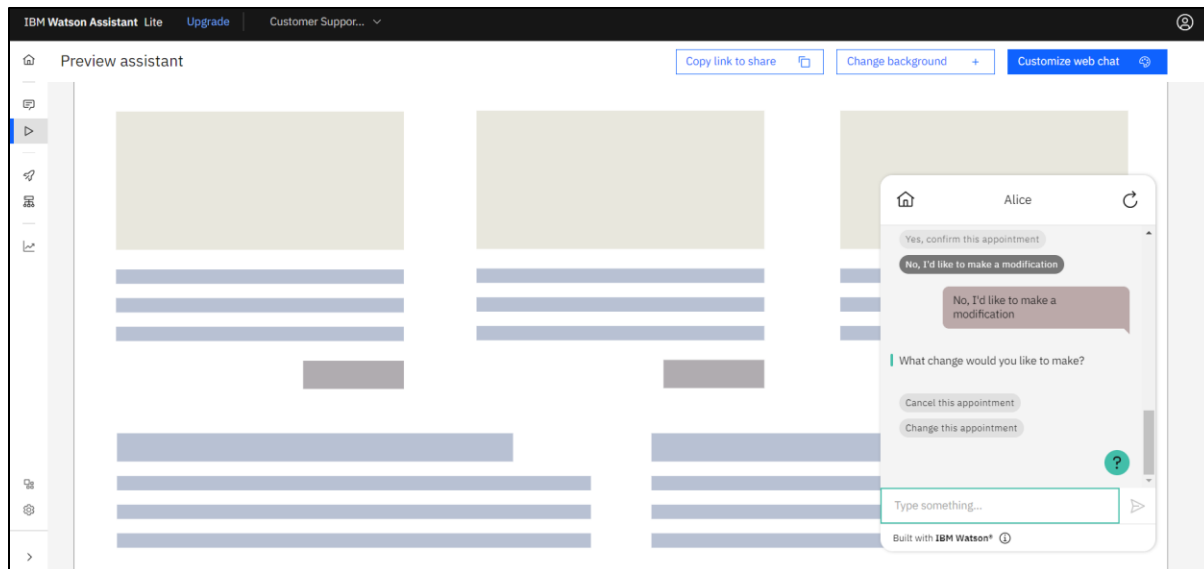 IBM Watson Assistant Lite Upgrade Customer Suppor...
Preview assistant Copy link to share Change background + Customize web chat
Alice
Yes, confirm this appointment
No, I'd like to make a modification
No, I'd like to make a
modification
What change would you like to make?
Cancel this appointment
Change this appointment
?
Type something...
Built with IBM Watson®